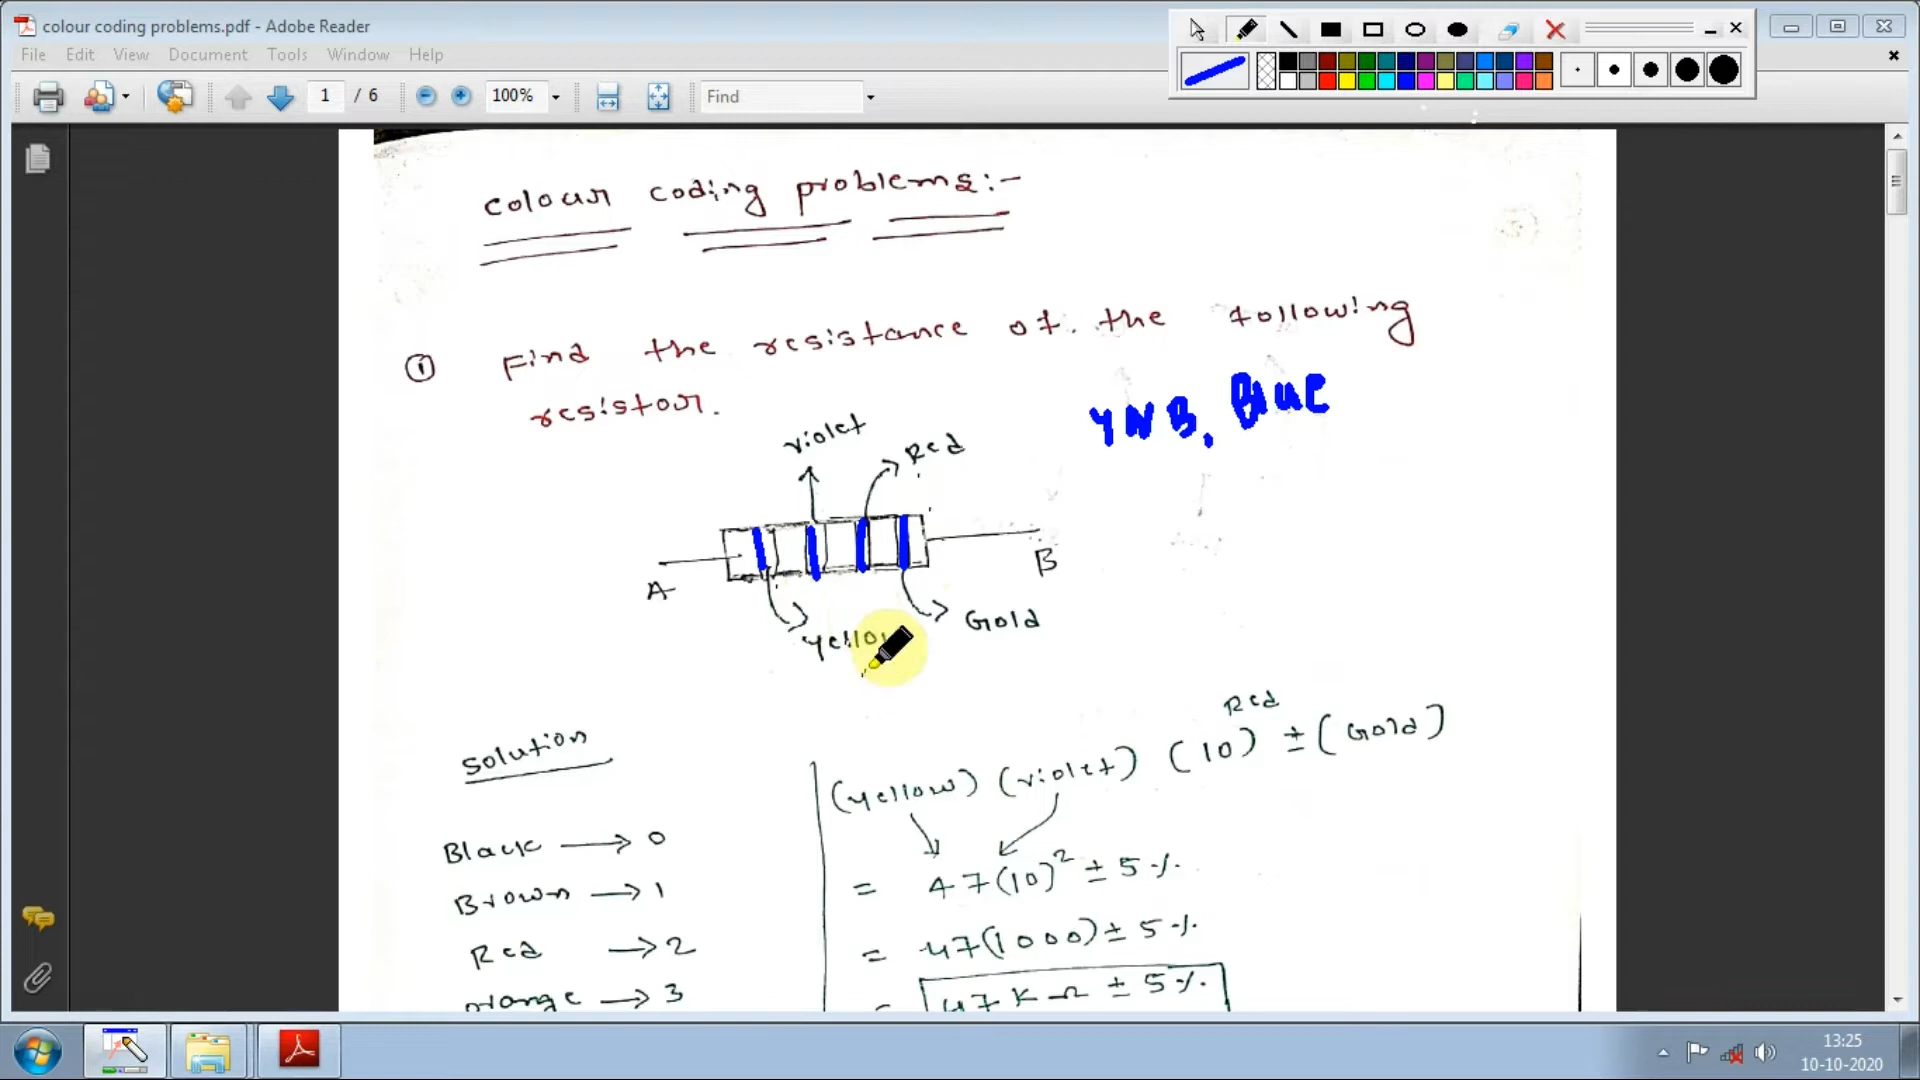 colour coding problems.pdf - Adobe Reader
File Edit View Document Tools Window Help
1 / 6 100% Find
colour coding problems:-
① Find the resistance of the following
resistor.
YNB, Blue
violet
Red
A
B
Gold
yellow
Red
solution
(yellow) (violet) (10) ± (Gold)
Black → 0
= 47(10)² ± 5%
Brown → 1
= 47(1000) ± 5%
Red → 2
= 47 K Ω ± 5%
orange → 3
13:25
10-10-2020